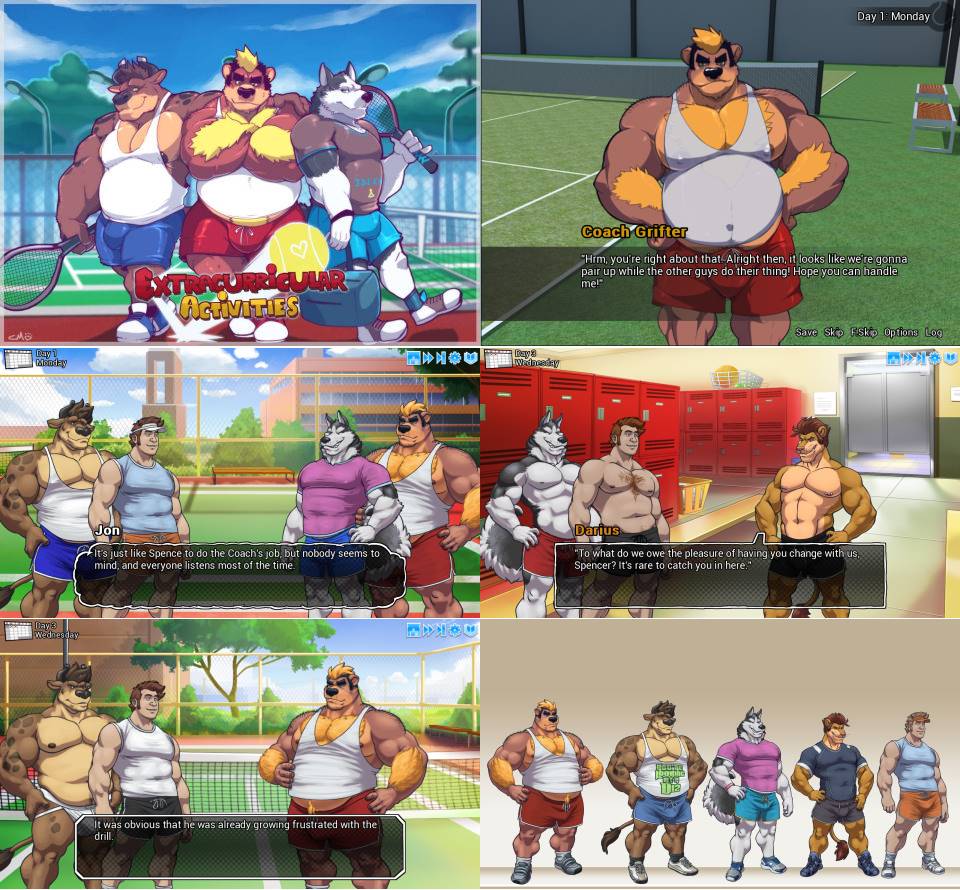 EXTRACURRICULAR
ACTIVITIES
Day 1: Monday
Coach Grifter
"Hrm, you're right about that. Alright then, it looks like we're gonna
pair up while the other guys do their thing! Hope you can handle
me!"
Save Skip F.Skip Options Log
Day 1
Monday
Jon
It's just like Spence to do the Coach's job, but nobody seems to
mind, and everyone listens most of the time.
Day 3
Wednesday
Darius
"To what do we owe the pleasure of having you change with us,
Spencer? It's rare to catch you in here."
Day 3
Wednesday
It was obvious that he was already growing frustrated with the
drill.